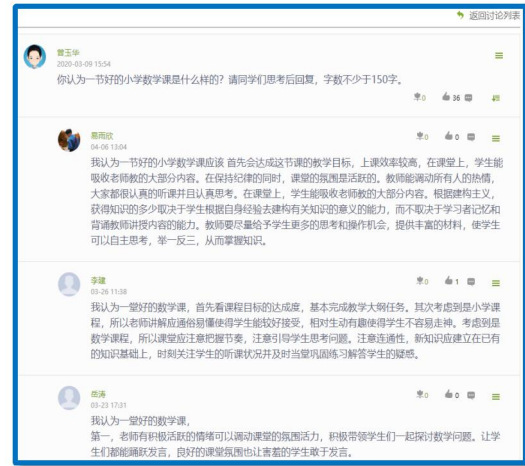 返回讨论列表
曾玉华
2020-03-09 15:54
你认为一节好的小学数学课是什么样的？请同学们思考后回复，字数不少于150字。
0 36
易雨欣
04-06 13:04
0 0
我认为一节好的小学数学课应该 首先会达成这节课的教学目标，上课效率较高，在课堂上，学生能
吸收老师教的大部分内容。在保持纪律的同时，课堂的氛围是活跃的。教师能调动所有人的热情，
大家都很认真的听课并且认真思考。在课堂上，学生能吸收老师教的大部分内容。根据建构主义，
获得知识的多少取决于学生根据自身经验去建构有关知识的意义的能力，而不取决于学习者记忆和
背诵教师讲授内容的能力。教师要尽量给予学生更多的思考和操作机会，提供丰富的材料，使学生
可以自主思考，举一反三，从而掌握知识。
李建
03-26 11:38
0 1
我认为一堂好的数学课，首先看课程目标的达成度，基本完成教学大纲任务。其次考虑到是小学课
程，所以老师讲解应通俗易懂使得学生能较好接受，相对生动有趣使得学生不容易走神。考虑到是
数学课程，所以课堂应注意把握节奏，注意引导学生思考问题。注意连通性，新知识应建立在已有
的知识基础上，时刻关注学生的听课状况并及时当堂巩固练习解答学生的疑惑。
岳涛
03-23 17:31
0 0
我认为一堂好的数学课，
第一，老师有积极活跃的情绪可以调动课堂的氛围活力，积极带领学生们一起探讨数学问题。让学
生们都能踊跃发言，良好的课堂氛围也让害羞的学生敢于发言。